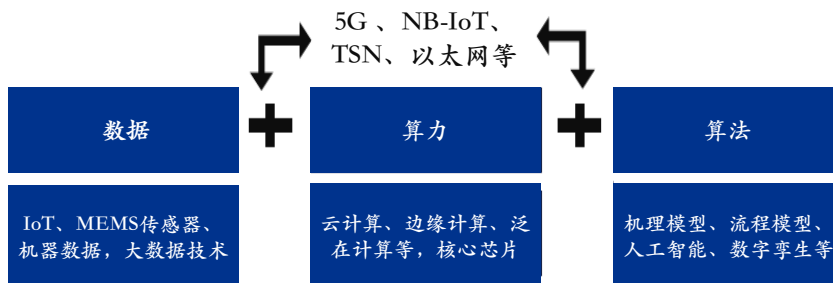 5G 、NB-IoT、
TSN、以太网等
数据
算力
算法
IoT、MEMS传感器、
机器数据，大数据技术
云计算、边缘计算、泛
在计算等，核心芯片
机理模型、流程模型、
人工智能、数字孪生等